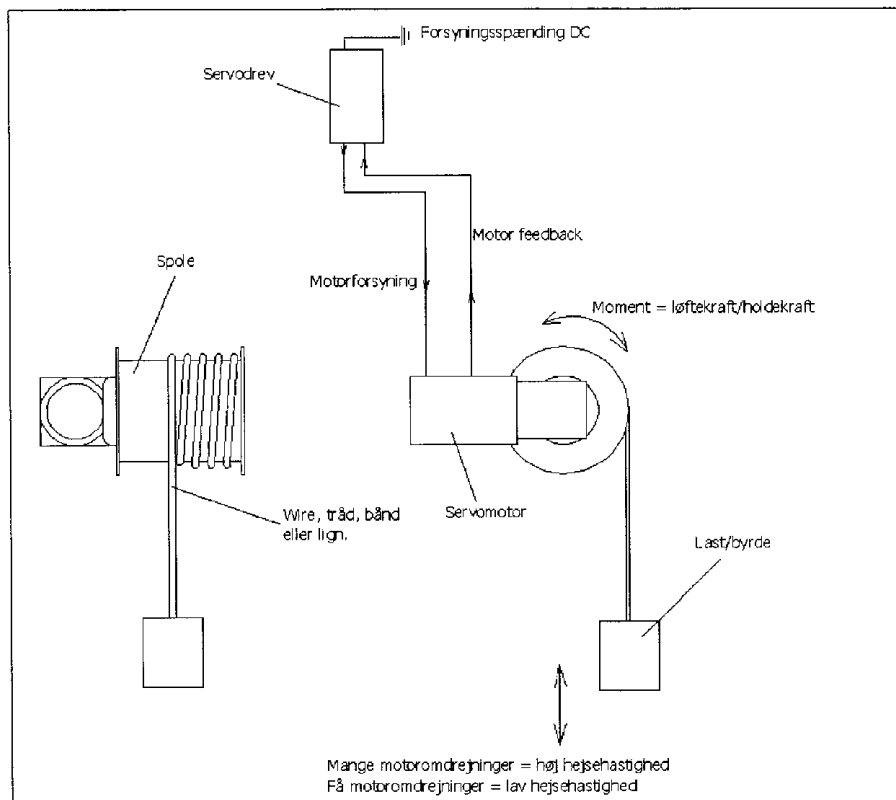 Forsyningsspænding DC
Servodrev
Motor feedback
Spole
Motorforsyning
Moment = løftekraft/holdekraft
Wire, tråd, bånd
eller lign.
Servomotor
Last/byrde
Mange motoromdrejninger = høj hejsehastighed
Få motoromdrejninger = lav hejsehastighed